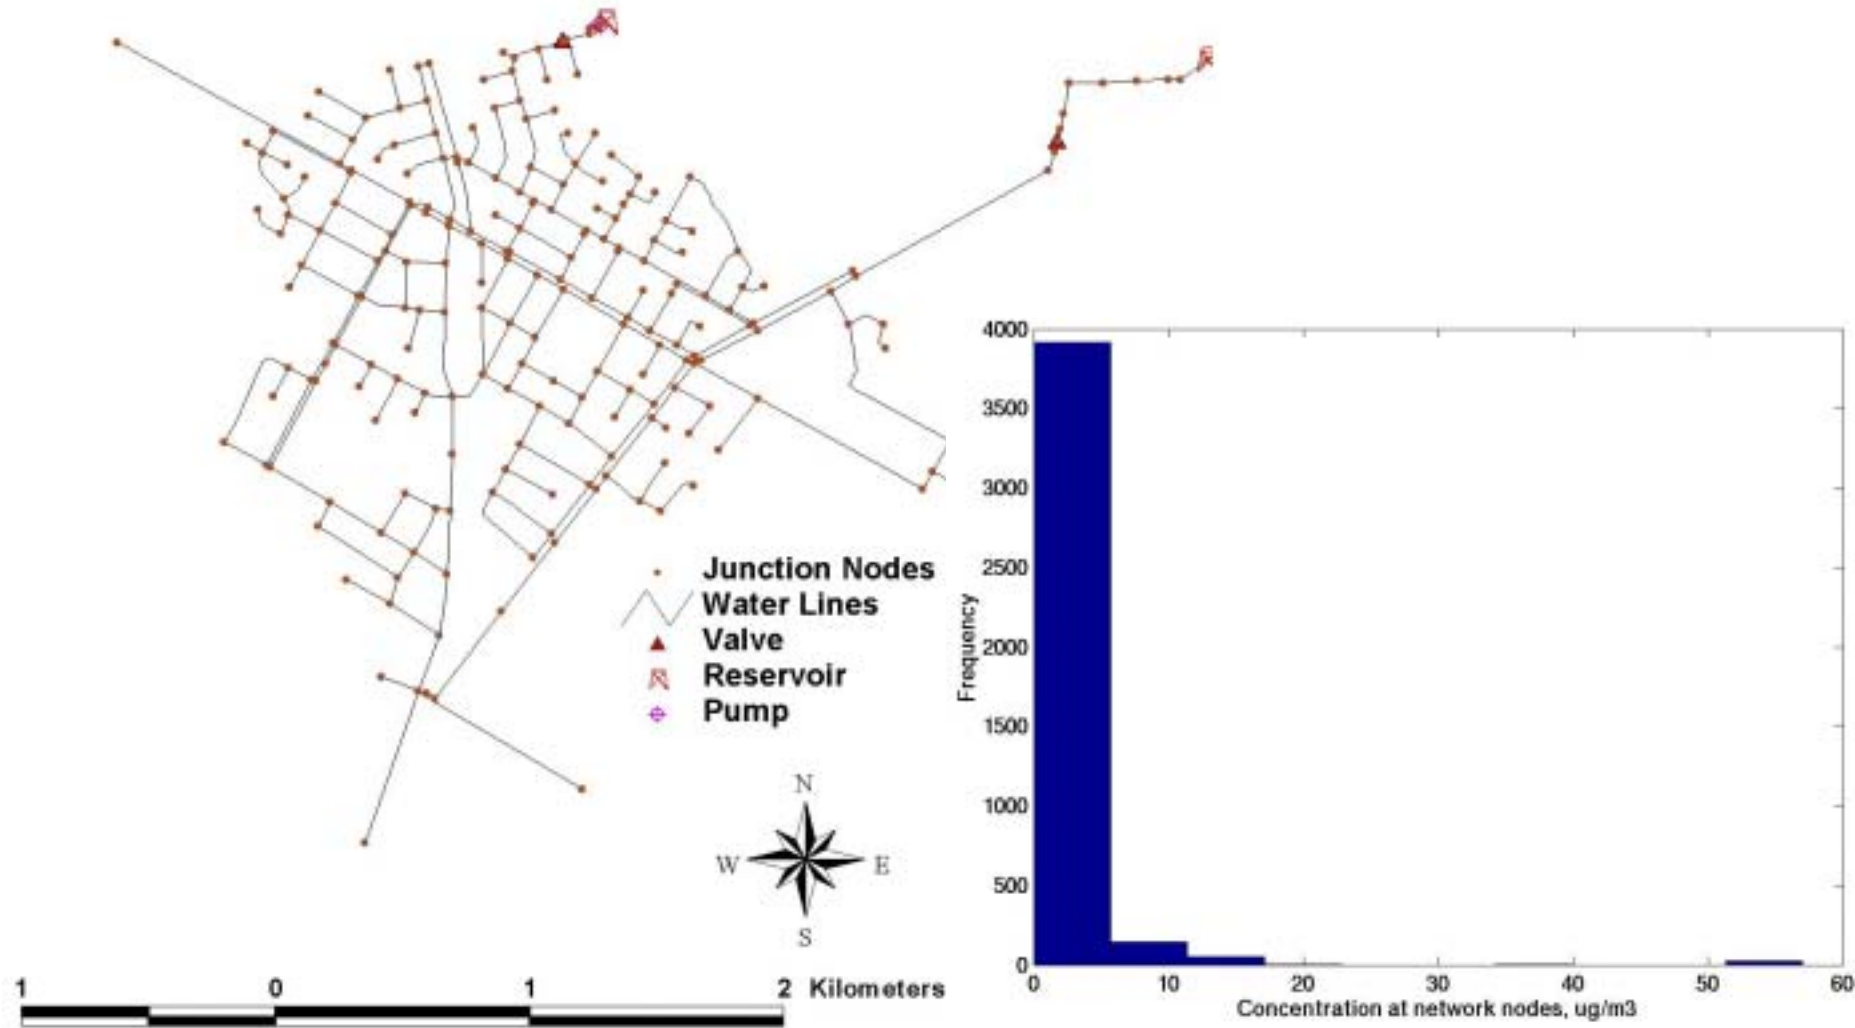 Junction Nodes
Water Lines
Valve
Reservoir
Pump
N
W E
S
1 0 1 2 Kilometers
4000
3500
3000
2500
2000
1500
1000
500
0
Frequency
0 10 20 30 40 50 60
Concentration at network nodes, ug/m3